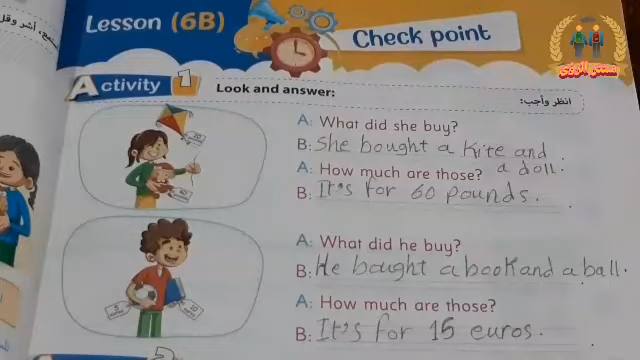 Lesson (6B)
Check point
Activity 1
Look and answer:
انظر وأجب:
A: What did she buy?
B: She bought a Kite and
a doll.
A: How much are those?
B: It's for 60 pounds.
A: What did he buy?
B: He bought a book and a ball.
A: How much are those?
B: It's for 15 euros.